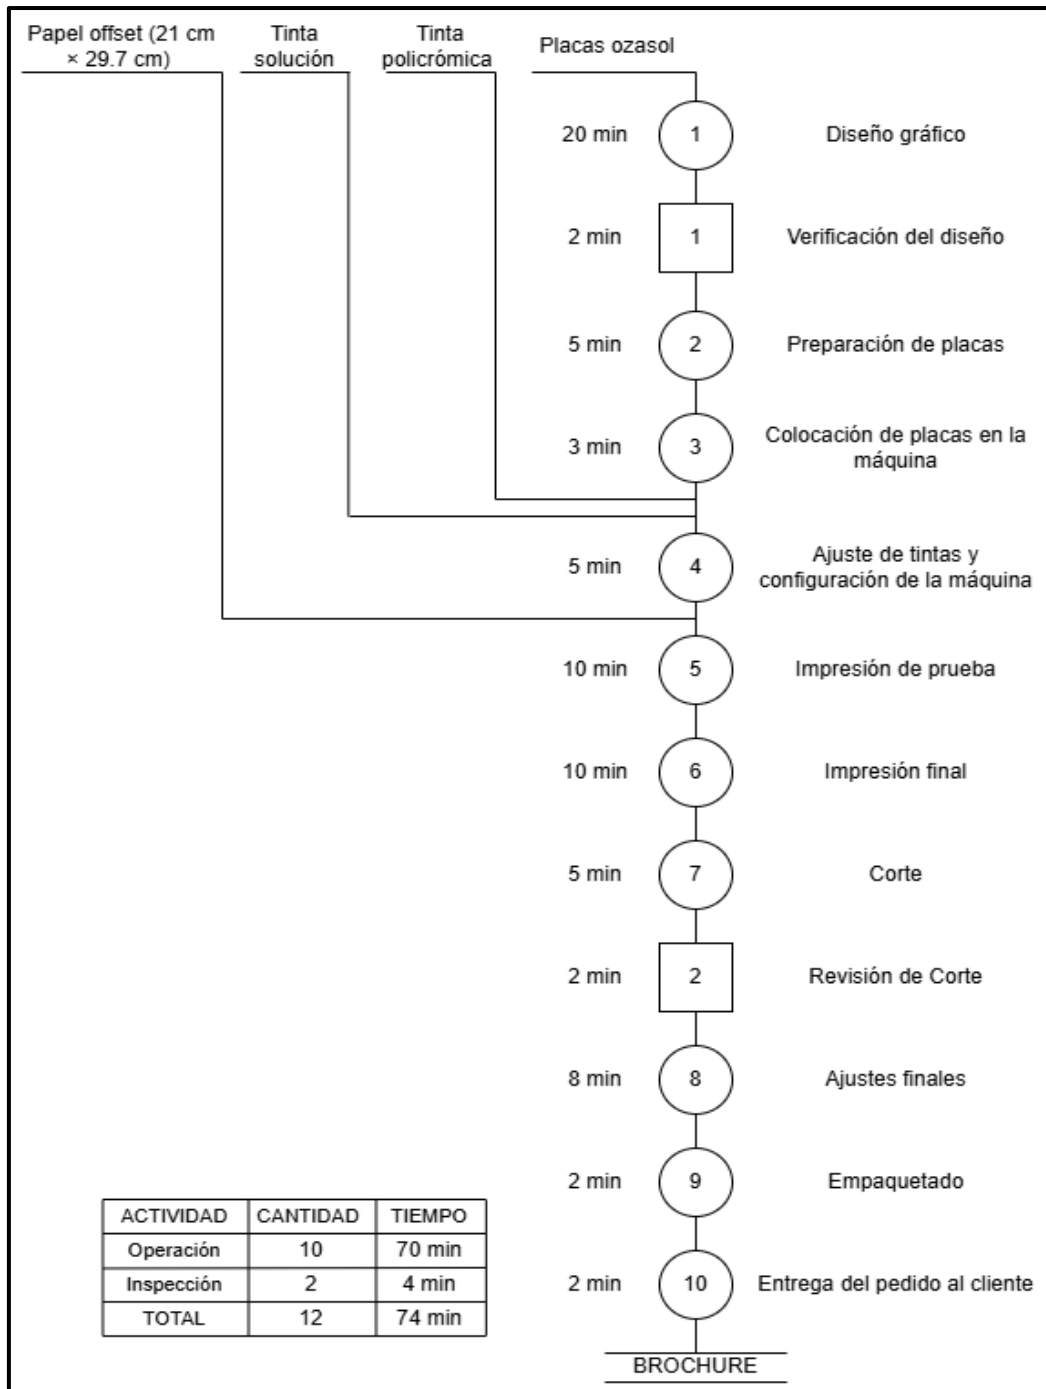 Papel offset (21 cm
× 29.7 cm)
Tinta
solución
Tinta
policrómica
Placas ozasol
20 min 1 Diseño gráfico
2 min 1 Verificación del diseño
5 min 2 Preparación de placas
3 min 3 Colocación de placas en la
máquina
5 min 4 Ajuste de tintas y
configuración de la máquina
10 min 5 Impresión de prueba
10 min 6 Impresión final
5 min 7 Corte
2 min 2 Revisión de Corte
8 min 8 Ajustes finales
2 min 9 Empaquetado
2 min 10 Entrega del pedido al cliente
BROCHURE
ACTIVIDAD CANTIDAD TIEMPO
Operación 10 70 min
Inspección 2 4 min
TOTAL 12 74 min